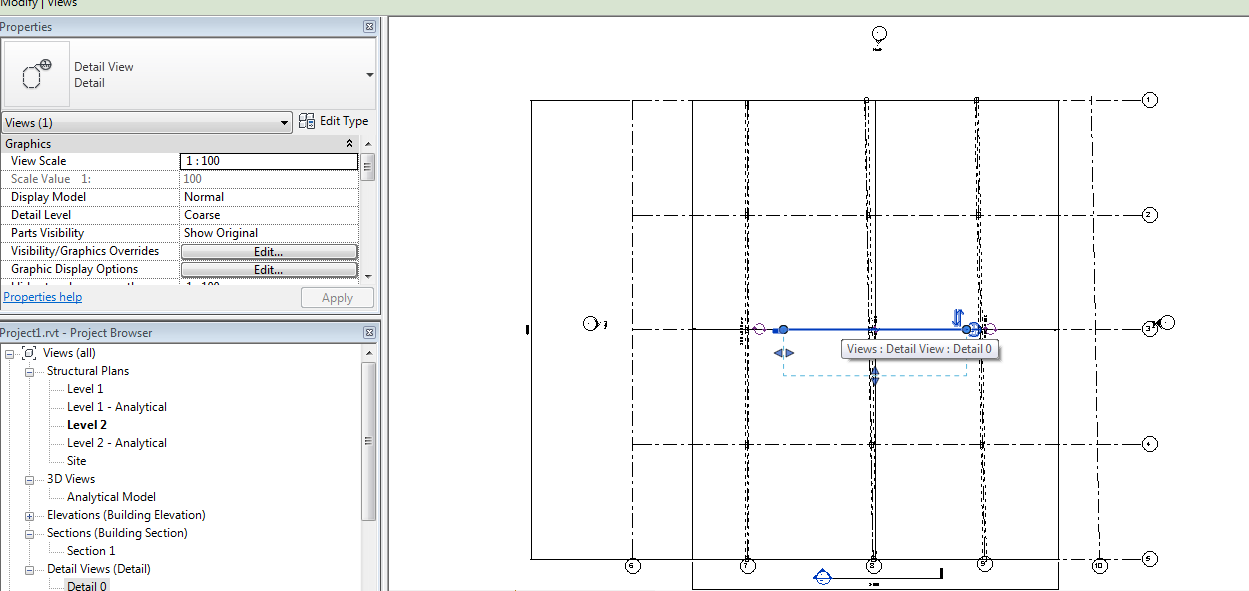 Modify | Views
Properties
Detail View
Detail
Views (1)
Edit Type
Graphics
View Scale 1 : 100
Scale Value 1: 100
Display Model Normal
Detail Level Coarse
Parts Visibility Show Original
Visibility/Graphics Overrides Edit...
Graphic Display Options Edit...
Properties help
Apply
Project1.rvt - Project Browser
Views (all)
Structural Plans
Level 1
Level 1 - Analytical
Level 2
Level 2 - Analytical
Site
3D Views
Analytical Model
Elevations (Building Elevation)
Sections (Building Section)
Section 1
Detail Views (Detail)
Detail 0
1
2
3
Views : Detail View : Detail 0
4
5
6
7
8
9
10